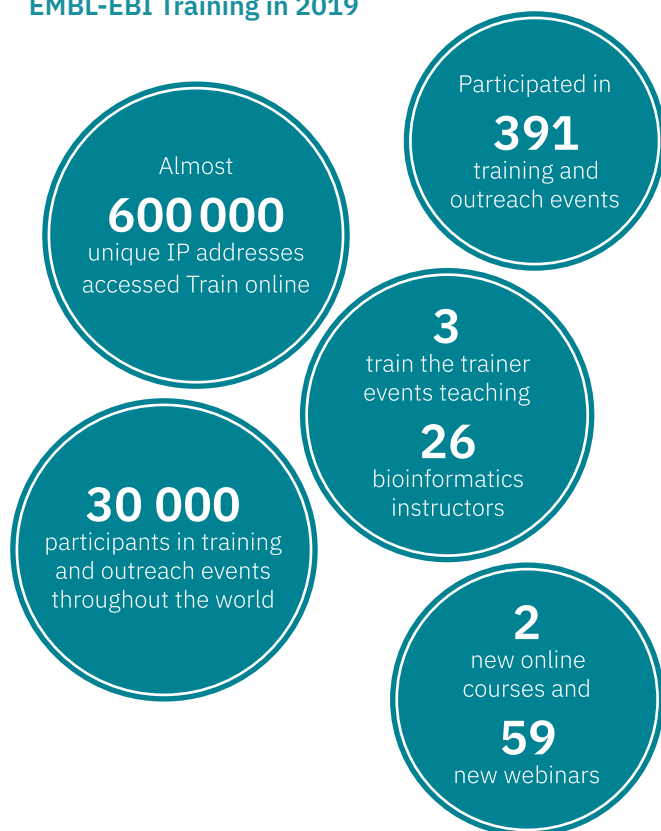 EMBL-EBI Training in 2019
Participated in
391
training and
outreach events
Almost
600 000
unique IP addresses
accessed Train online
3
train the trainer
events teaching
26
bioinformatics
instructors
30 000
participants in training
and outreach events
throughout the world
2
new online
courses and
59
new webinars